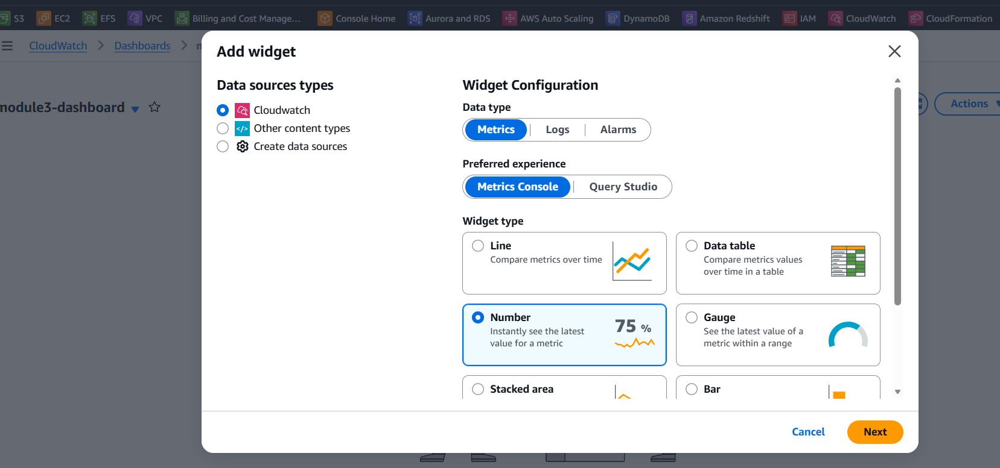 S3 EC2 EFS VPC Billing and Cost Manage... Console Home Aurora and RDS AWS Auto Scaling DynamoDB Amazon Redshift IAM CloudWatch CloudFormation
CloudWatch Dashboards
Add widget
Data sources types
Cloudwatch
Other content types
Create data sources
module3-dashboard
Widget Configuration
Data type
Metrics Logs Alarms
Preferred experience
Metrics Console Query Studio
Widget type
Line
Compare metrics over time
Data table
Compare metrics values
over time in a table
Number
Instantly see the latest
value for a metric
75 %
Gauge
See the latest value of a
metric within a range
Stacked area
Bar
Cancel
Next
Actions